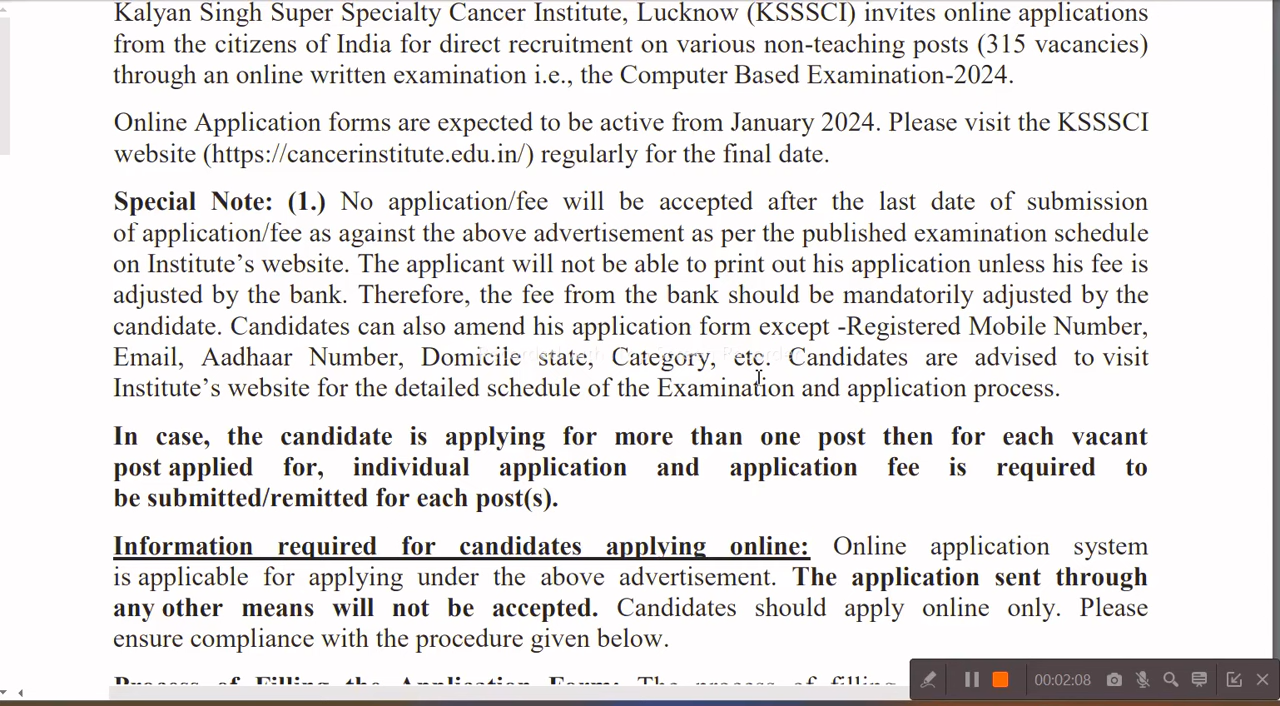 Kalyan Singh Super Specialty Cancer Institute, Lucknow (KSSSCI) invites online applications
from the citizens of India for direct recruitment on various non-teaching posts (315 vacancies)
through an online written examination i.e., the Computer Based Examination-2024.
Online Application forms are expected to be active from January 2024. Please visit the KSSSCI
website (https://cancerinstitute.edu.in/) regularly for the final date.
Special Note: (1.) No application/fee will be accepted after the last date of submission
of application/fee as against the above advertisement as per the published examination schedule
on Institute’s website. The applicant will not be able to print out his application unless his fee is
adjusted by the bank. Therefore, the fee from the bank should be mandatorily adjusted by the
candidate. Candidates can also amend his application form except -Registered Mobile Number,
Email, Aadhaar Number, Domicile state, Category, etc. Candidates are advised to visit
Institute’s website for the detailed schedule of the Examination and application process.
In case, the candidate is applying for more than one post then for each vacant
post applied for, individual application and application fee is required to
be submitted/remitted for each post(s).
Information required for candidates applying online: Online application system
is applicable for applying under the above advertisement. The application sent through
any other means will not be accepted. Candidates should apply online only. Please
ensure compliance with the procedure given below.
Process of Filling the Application Form: The process of filling
00:02:08